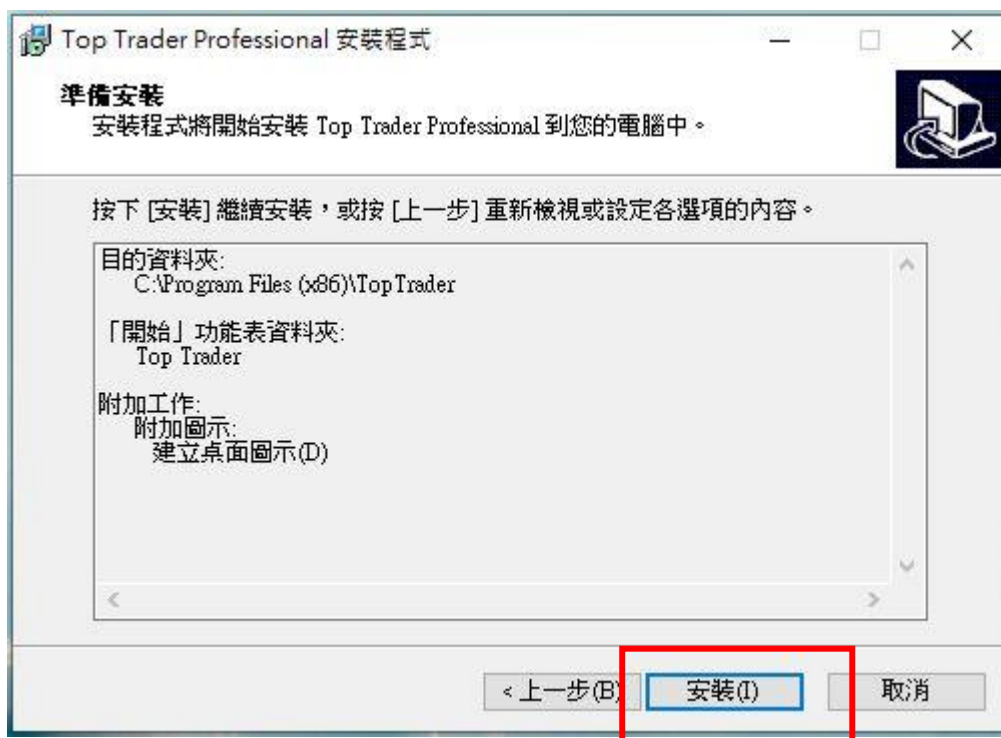 Top Trader Professional 安裝程式
準備安裝
安裝程式將開始安裝 Top Trader Professional 到您的電腦中。
按下 [安裝] 繼續安裝，或按 [上一步] 重新檢視或設定各選項的內容。
目的資料夾:
C:\Program Files (x86)\TopTrader
「開始」功能表資料夾:
Top Trader
附加工作:
附加圖示:
建立桌面圖示(D)
< 上一步(B)
安裝(I)
取消